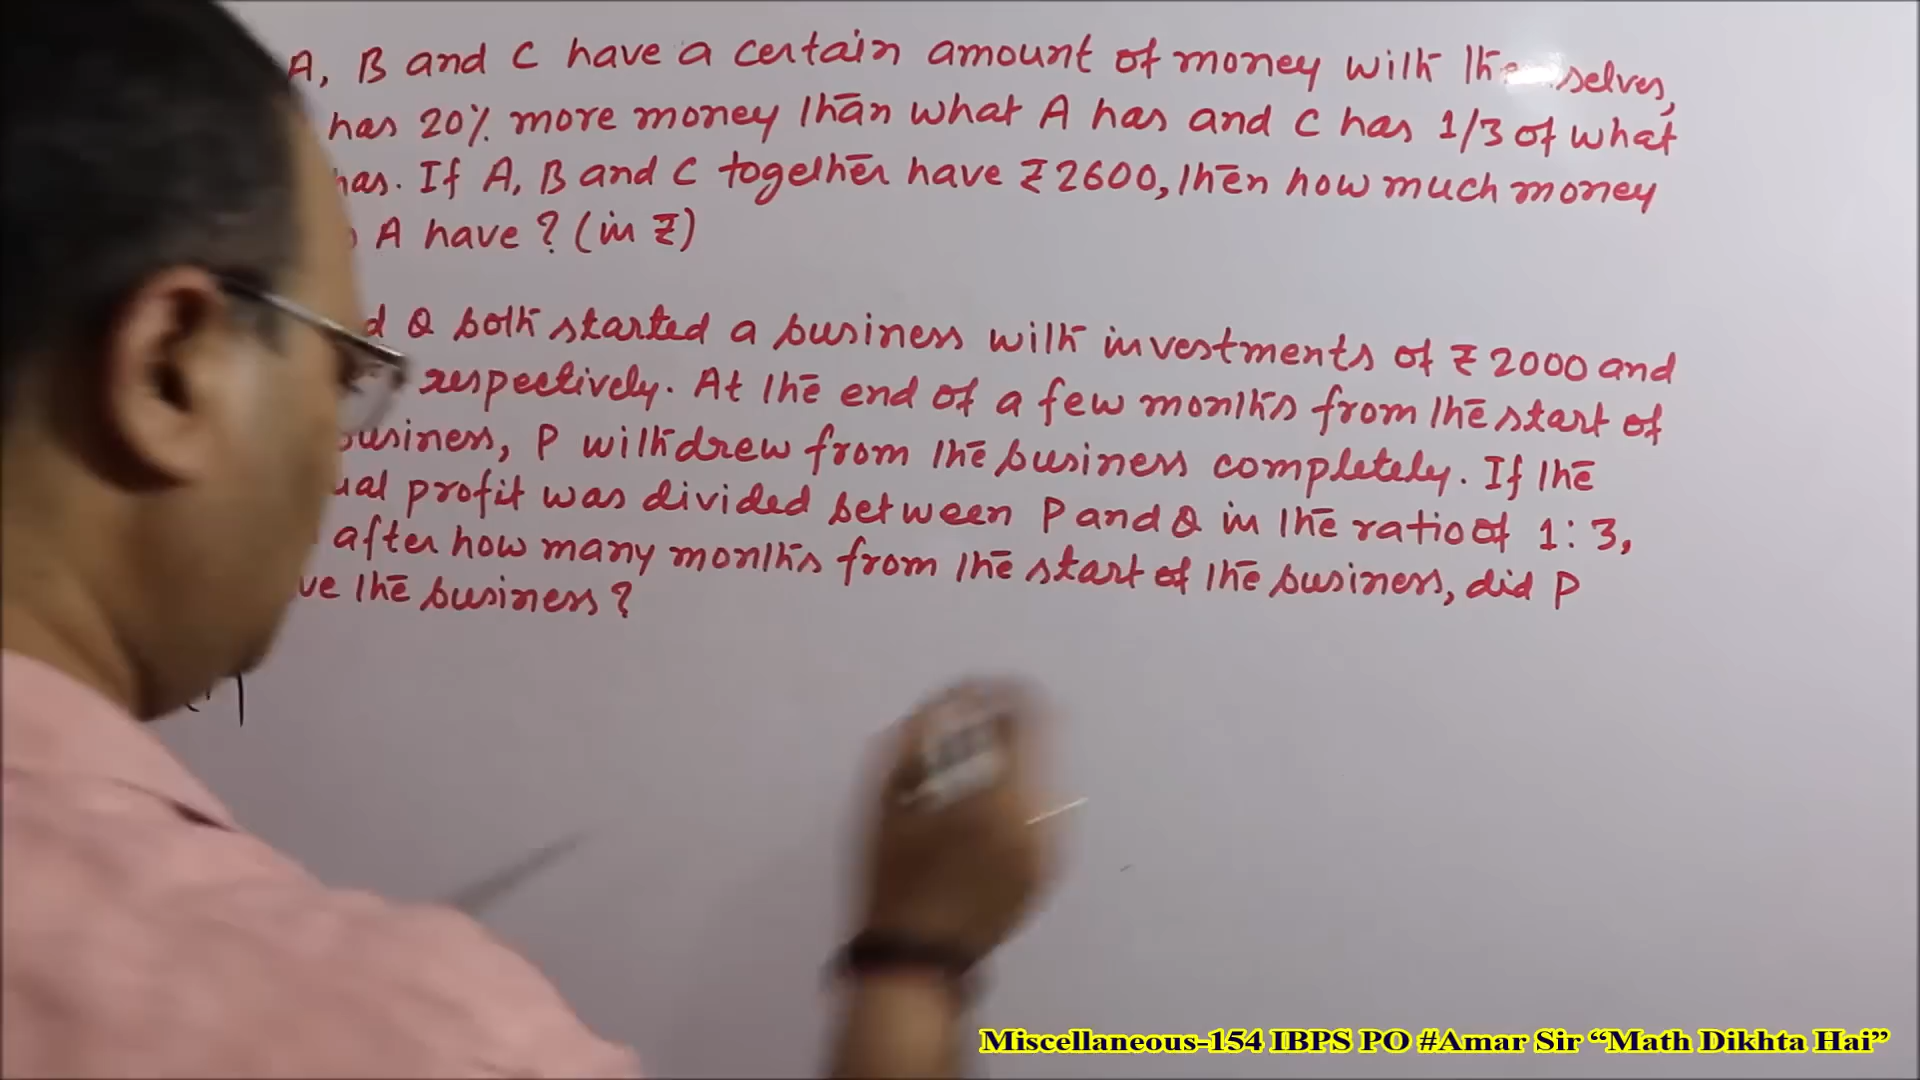 A, B and C have a certain amount of money with themselves,
has 20% more money than what A has and C has 1/3 of what
has. If A, B and C together have ₹2600, then how much money
A have? (in ₹)
Q both started a business with investments of ₹2000 and
respectively. At the end of a few months from the start of
business, P withdrew from the business completely. If the
profit was divided between P and Q in the ratio of 1:3,
after how many months from the start of the business, did P
the business?
Miscellaneous-154 IBPS PO #Amar Sir “Math Dikhta Hai”